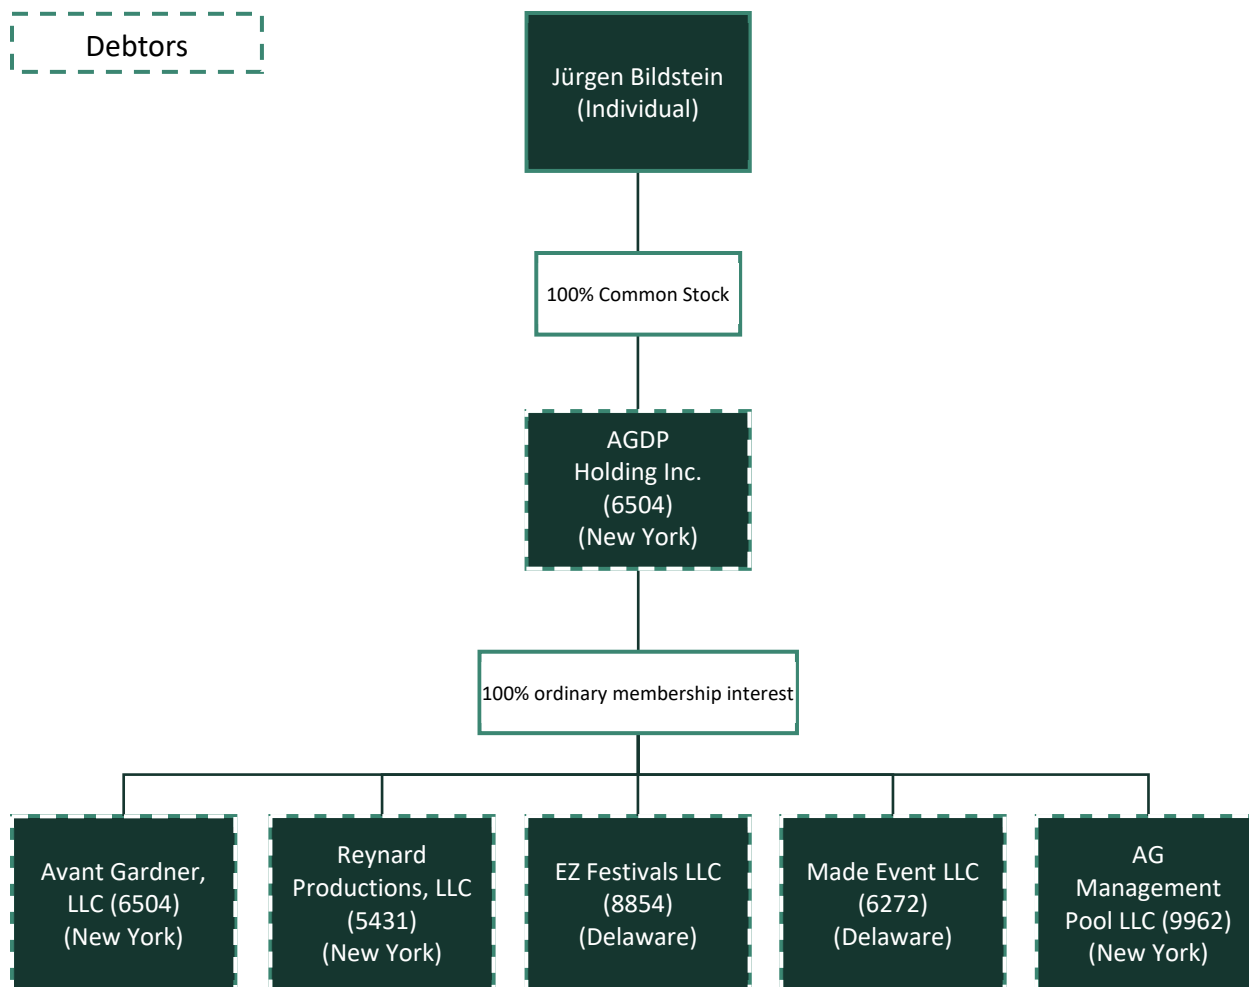 Debtors
Jürgen Bildstein
(Individual)
100% Common Stock
AGDP
Holding Inc.
(6504)
(New York)
100% ordinary membership interest
Avant Gardner,
LLC (6504)
(New York)
Reynard
Productions, LLC
(5431)
(New York)
EZ Festivals LLC
(8854)
(Delaware)
Made Event LLC
(6272)
(Delaware)
AG
Management
Pool LLC (9962)
(New York)